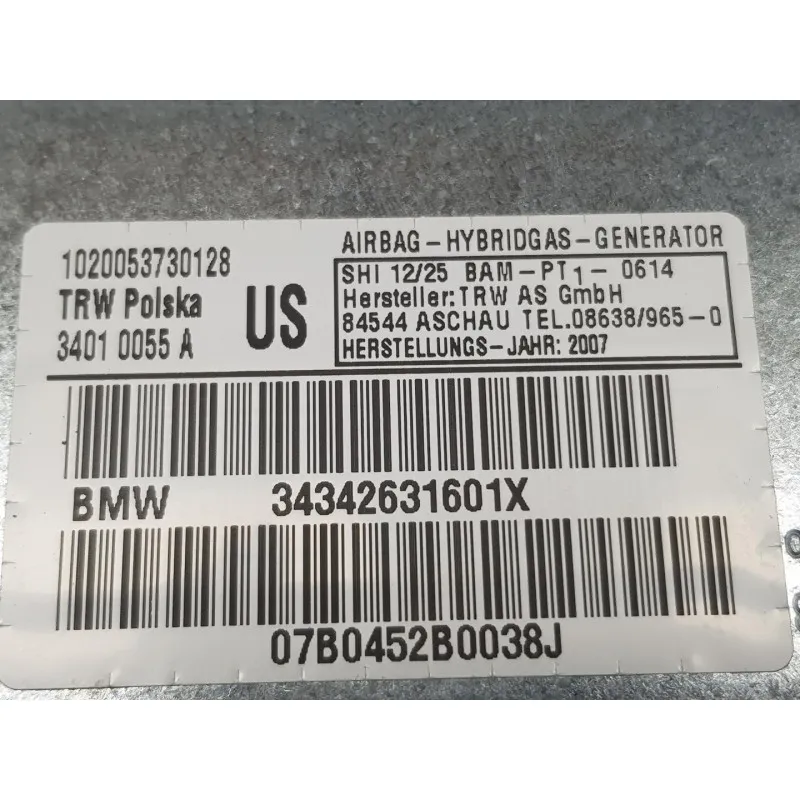 1020053730128
TRW Polska
3401 0055 A
US
AIRBAG-HYBRIDGAS-GENERATOR
SHI 12/25 BAM-PT1-0614
Hersteller: TRW AS GmbH
84544 ASCHAU TEL.08638/965-0
HERSTELLUNGS-JAHR: 2007
BMW 34342631601X
07B0452B0038J